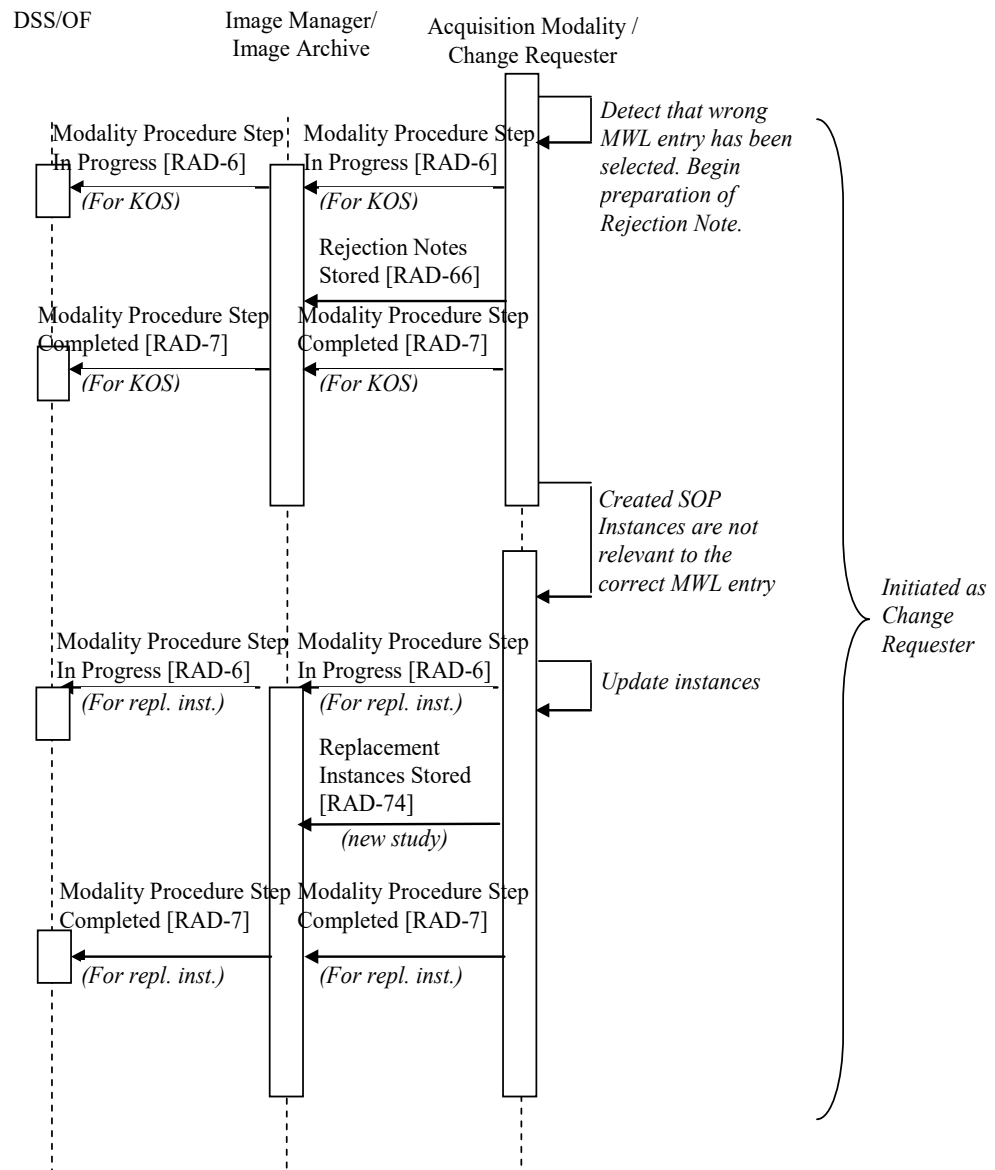 DSS/OF
Image Manager/
Image Archive
Acquisition Modality /
Change Requester
Detect that wrong
MWL entry has been
selected. Begin
preparation of
Rejection Note.
Modality Procedure Step
In Progress [RAD-6]
(For KOS)
Modality Procedure Step
In Progress [RAD-6]
(For KOS)
Rejection Notes
Stored [RAD-66]
Modality Procedure Step
Completed [RAD-7]
(For KOS)
Modality Procedure Step
Completed [RAD-7]
(For KOS)
Created SOP
Instances are not
relevant to the
correct MWL entry
Initiated as
Change
Requester
Modality Procedure Step
In Progress [RAD-6]
(For repl. inst.)
Modality Procedure Step
In Progress [RAD-6]
(For repl. inst.)
Update instances
Replacement
Instances Stored
[RAD-74]
(new study)
Modality Procedure Step
Completed [RAD-7]
(For repl. inst.)
Modality Procedure Step
Completed [RAD-7]
(For repl. inst.)